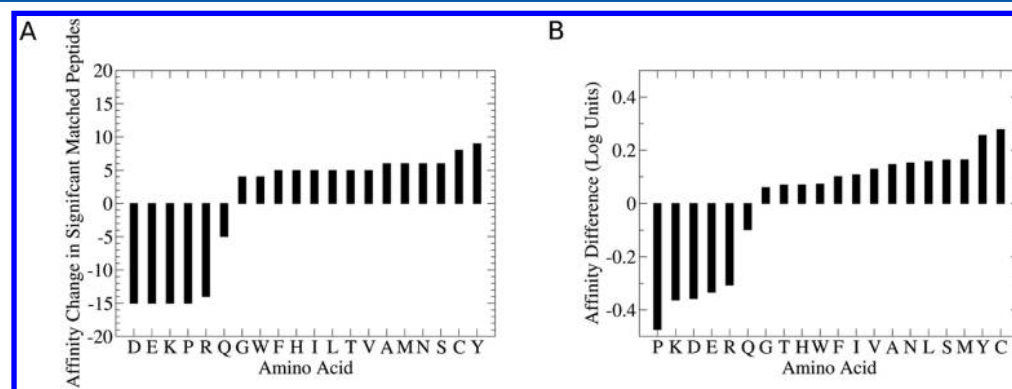 A
Affinity Change in Signifcant Matched Peptides
20
15
10
5
0
-5
-10
-15
-20
D E K P R Q G W F H I L T V A M N S C Y
Amino Acid
B
Affinity Difference (Log Units)
0.4
0.2
0
-0.2
-0.4
P K D E R Q G T H W F I V A N L S M Y C
Amino Acid